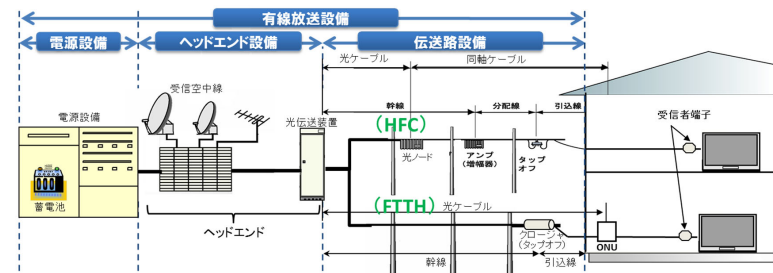 有線放送設備
電源設備
ヘッドエンド設備
伝送路設備
光ケーブル
同軸ケーブル
受信空中線
電源設備
光伝送装置
幹線
分配線
引込線
(HFC)
受信者端子
光ノード
アンプ
(増幅器)
タップ
オフ
蓄電池
(FTTH)
光ケーブル
ヘッドエンド
クロージャ
(タップオフ)
ONU
幹線
引込線